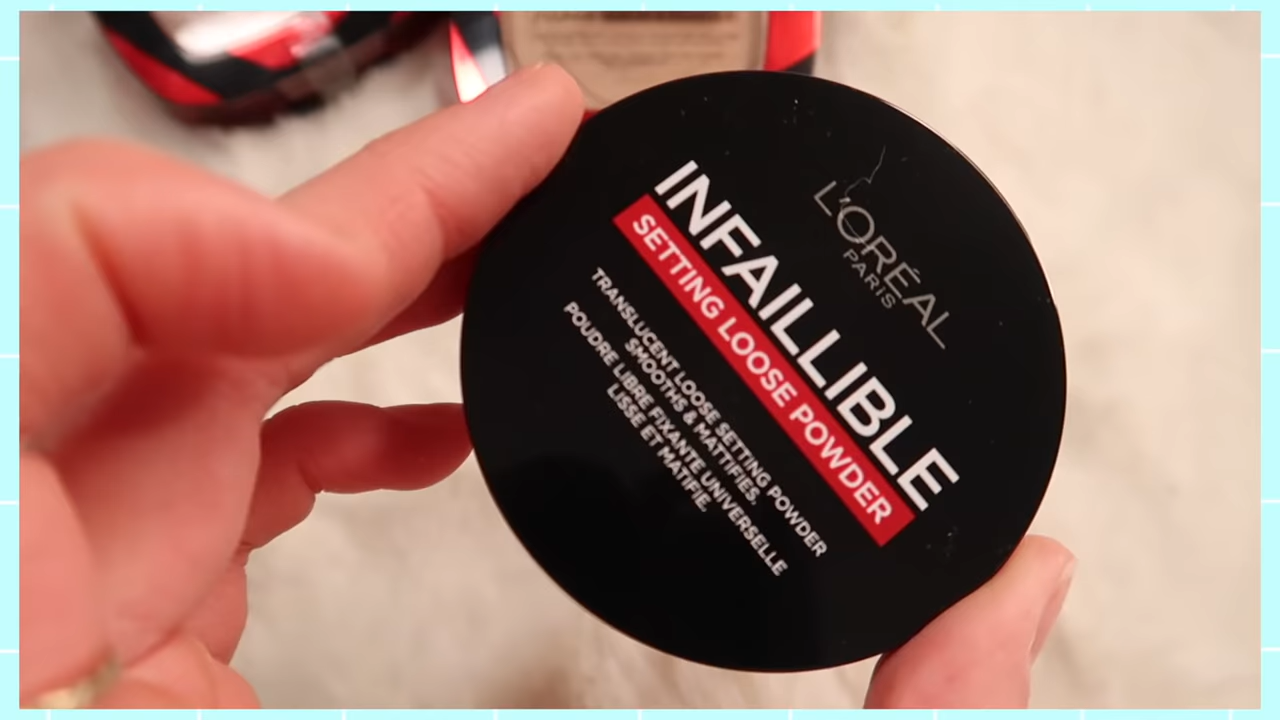 L'ORÉAL
PARIS
INFAILLIBLE
SETTING LOOSE POWDER
TRANSLUCENT LOOSE SETTING POWDER
SMOOTHS & MATTIFIES.
POUDRE LIBRE FIXANTE UNIVERSELLE
LISSE ET MATIFIE.